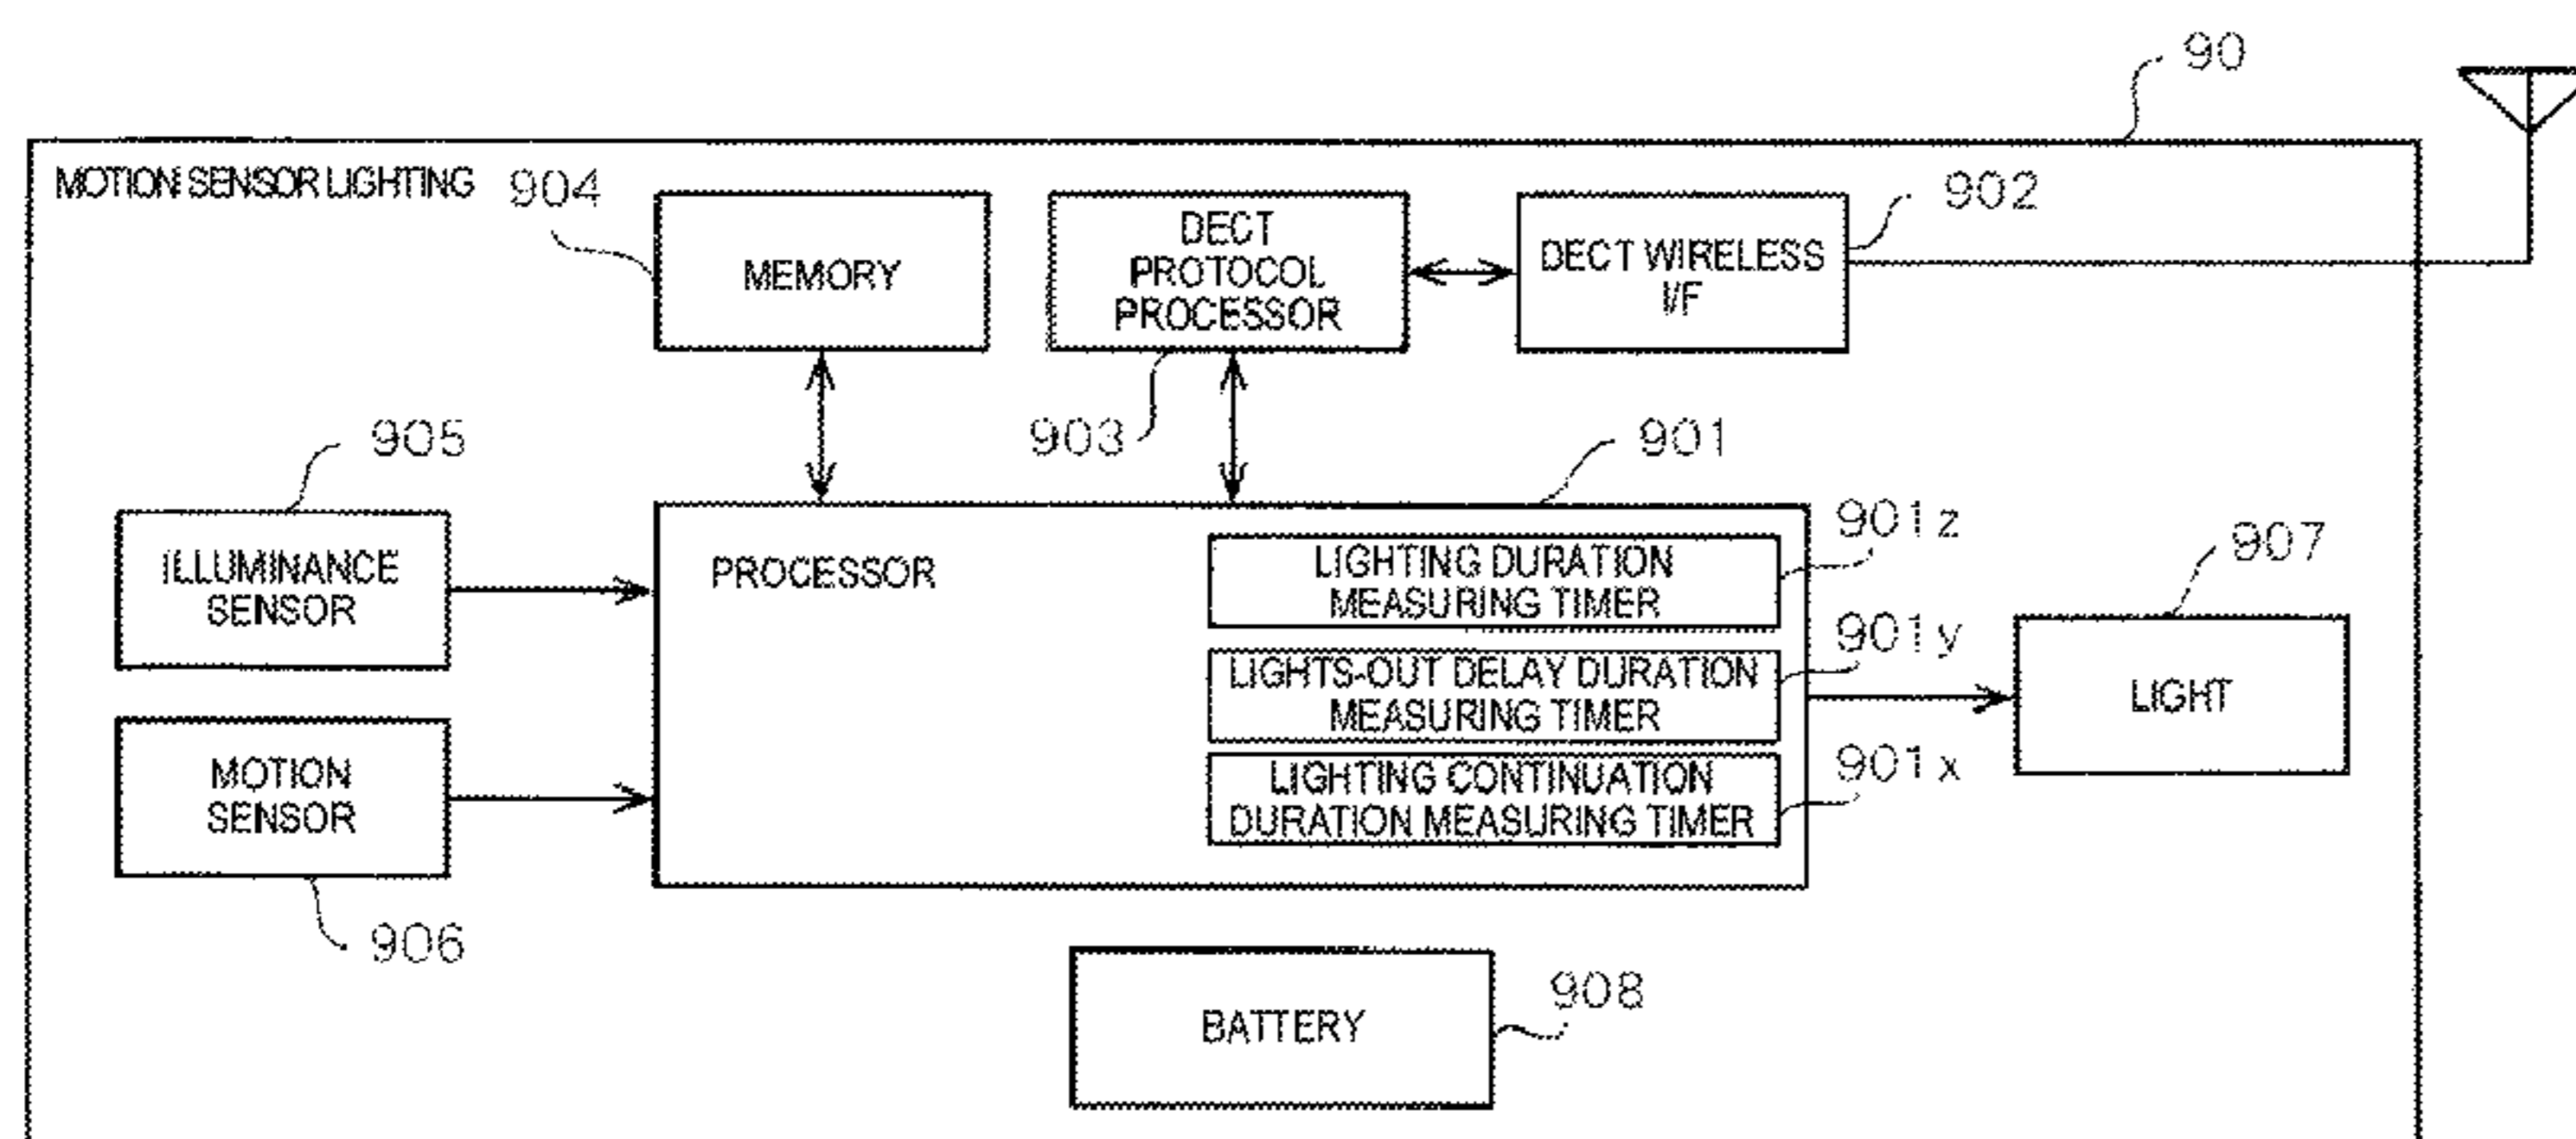 90
MOTION SENSOR LIGHTING
904
MEMORY
DECT
PROTOCOL
PROCESSOR
903
DECT WIRELESS
I/F
902
905
ILLUMINANCE
SENSOR
MOTION
SENSOR
906
901
PROCESSOR
LIGHTING DURATION
MEASURING TIMER
901z
LIGHTS-OUT DELAY DURATION
MEASURING TIMER
901y
LIGHTING CONTINUATION
DURATION MEASURING TIMER
901x
907
LIGHT
BATTERY
908